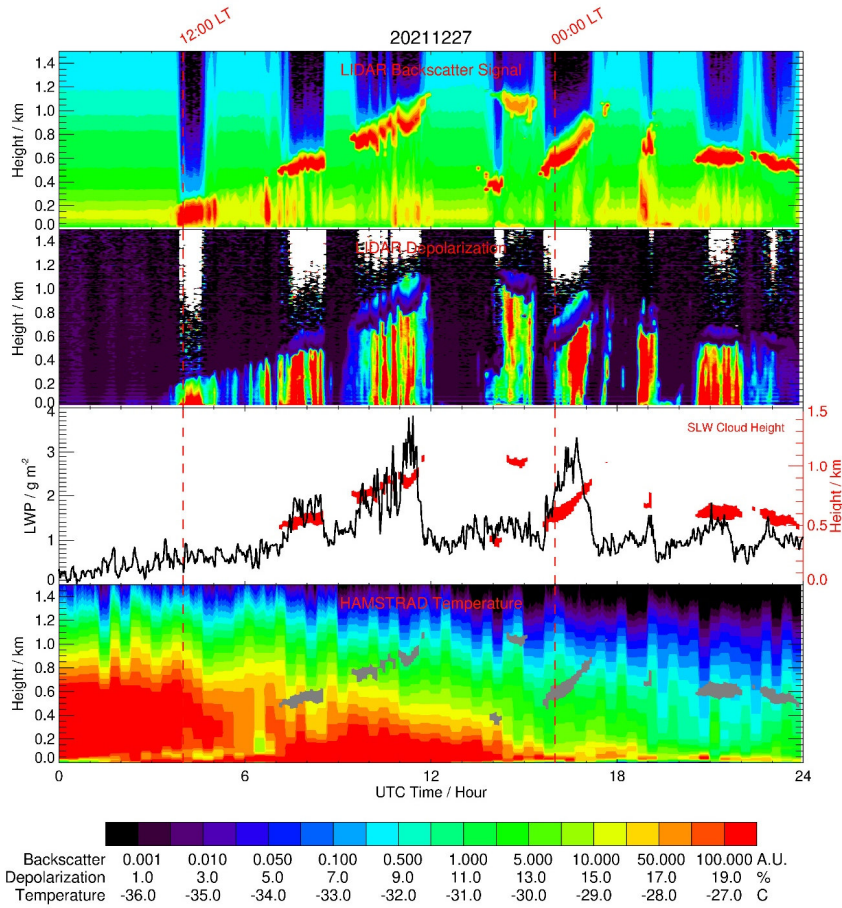 12:00 LT
20211227
00:00 LT
LIDAR Backscatter Signal
Height / km
1.4
1.2
1.0
0.8
0.6
0.4
0.2
0.0
LIDAR Depolarization
Height / km
1.4
1.2
1.0
0.8
0.6
0.4
0.2
0.0
SLW Cloud Height
LWP / g m-2
4
3
2
1
0
Height / km
1.5
1.0
0.5
0.0
HAMSTRAD Temperature
Height / km
1.4
1.2
1.0
0.8
0.6
0.4
0.2
0.0
0 6 12 18 24
UTC Time / Hour
Backscatter 0.001 0.010 0.050 0.100 0.500 1.000 5.000 10.000 50.000 100.000 A.U.
Depolarization 1.0 3.0 5.0 7.0 9.0 11.0 13.0 15.0 17.0 19.0 %
Temperature -36.0 -35.0 -34.0 -33.0 -32.0 -31.0 -30.0 -29.0 -28.0 -27.0 C